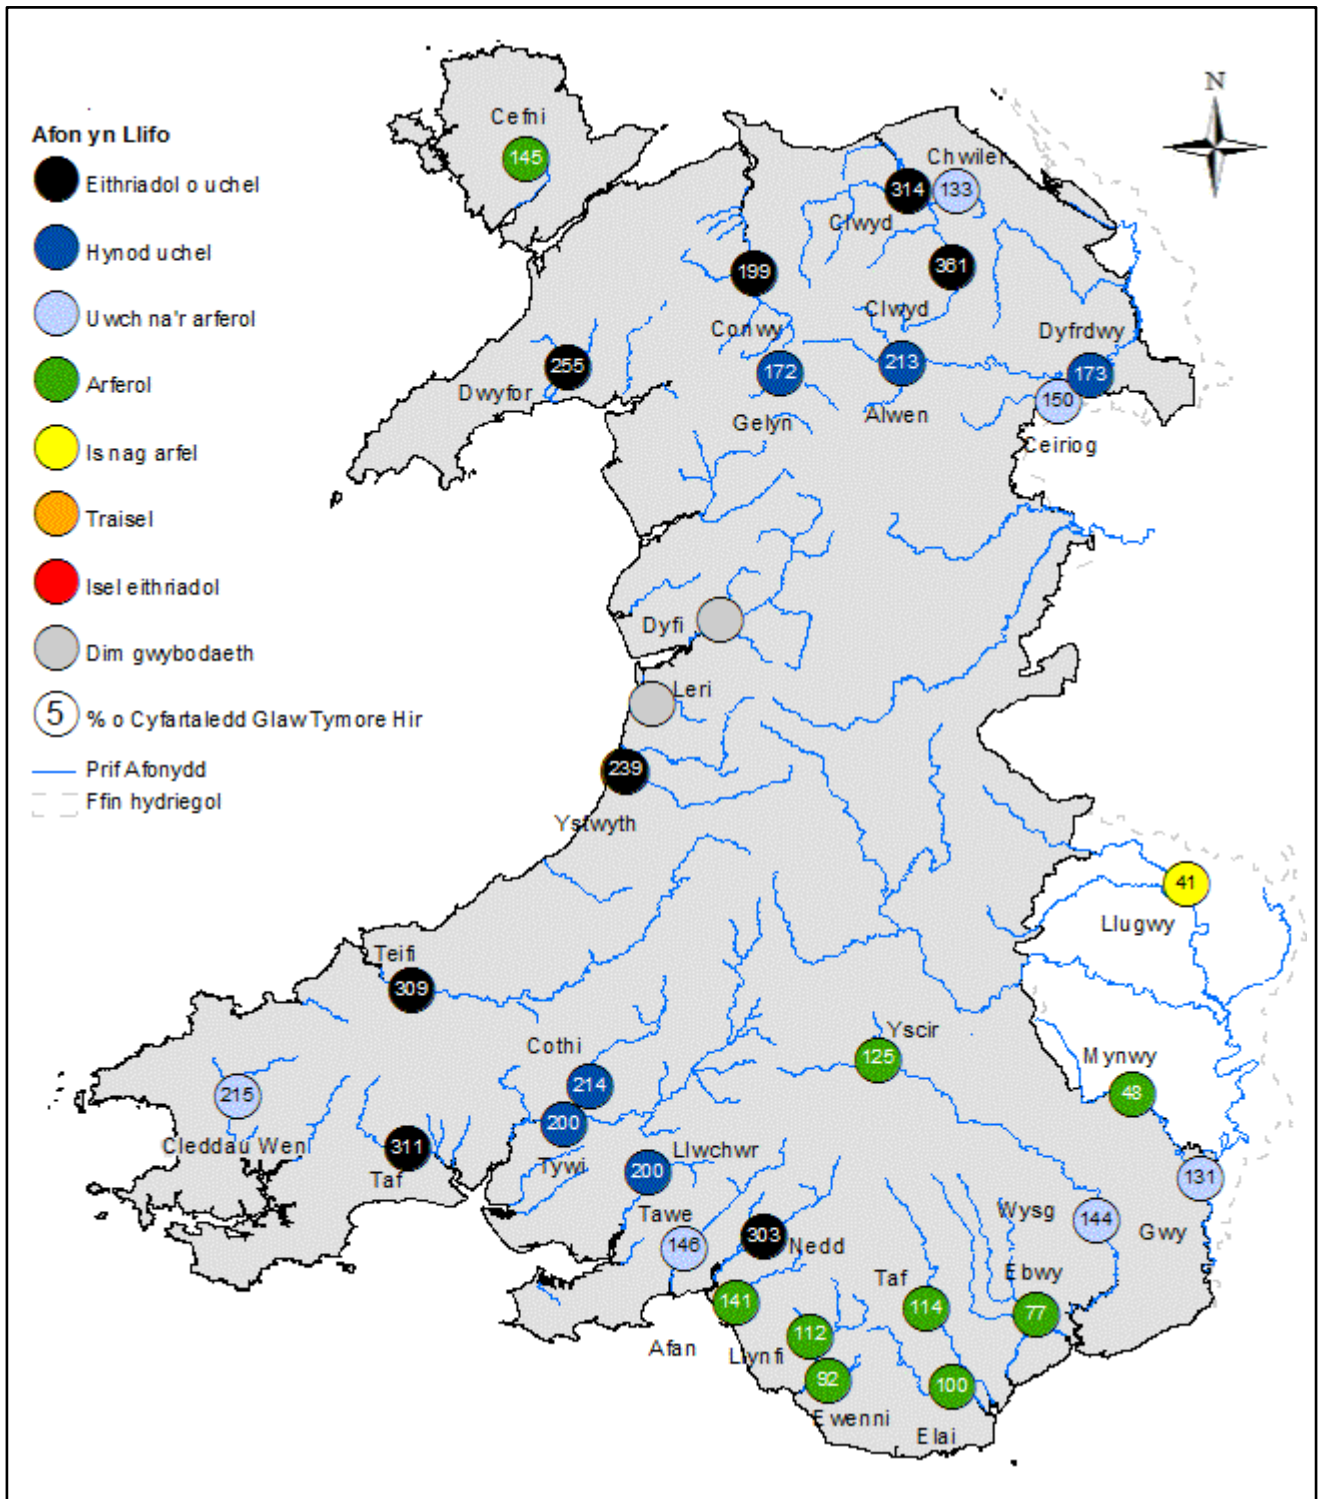 N
Afon yn Llifo
Eithriadol o uchel
Hynod uchel
Uwch na'r arferol
Arferol
Is nag arfel
Traisel
Isel eithriadol
Dim gwybodaeth
5 % o Cyfartaledd Glaw Tymore Hir
Prif Afonydd
Ffin hydriegol
Cefni
145
Chwiler
314
133
Clwyd
199
381
Conwy
Clwyd
Dyfrdwy
255
172
213
173
Dwyfor
150
Gelyn
Alwen
Ceiriog
Dyfi
Leri
239
Ystwyth
41
Llugwy
Teifi
309
Yscir
Cothi
125
Mynwy
214
48
215
200
Cleddau Wen
311
Taf
Tywi
Llwchwr
200
131
Tawe
Wysg
144
Gwy
146
303
Nedd
Taf
Ebwy
141
114
77
Afan
112
Llynfi
92
100
Ewenni
Elai